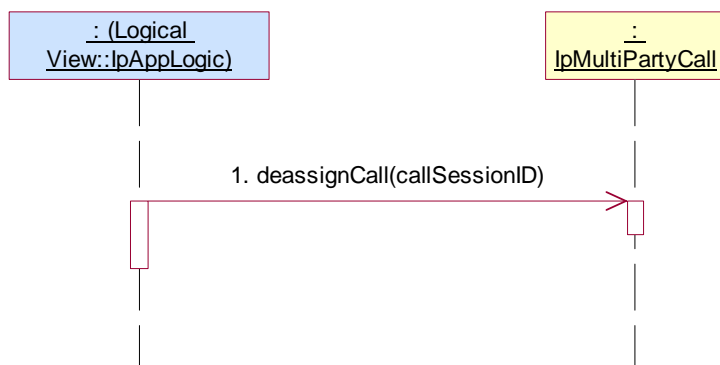 : (Logical
View::IpAppLogic)
:
IpMultiPartyCall
1. deassignCall(callSessionID)